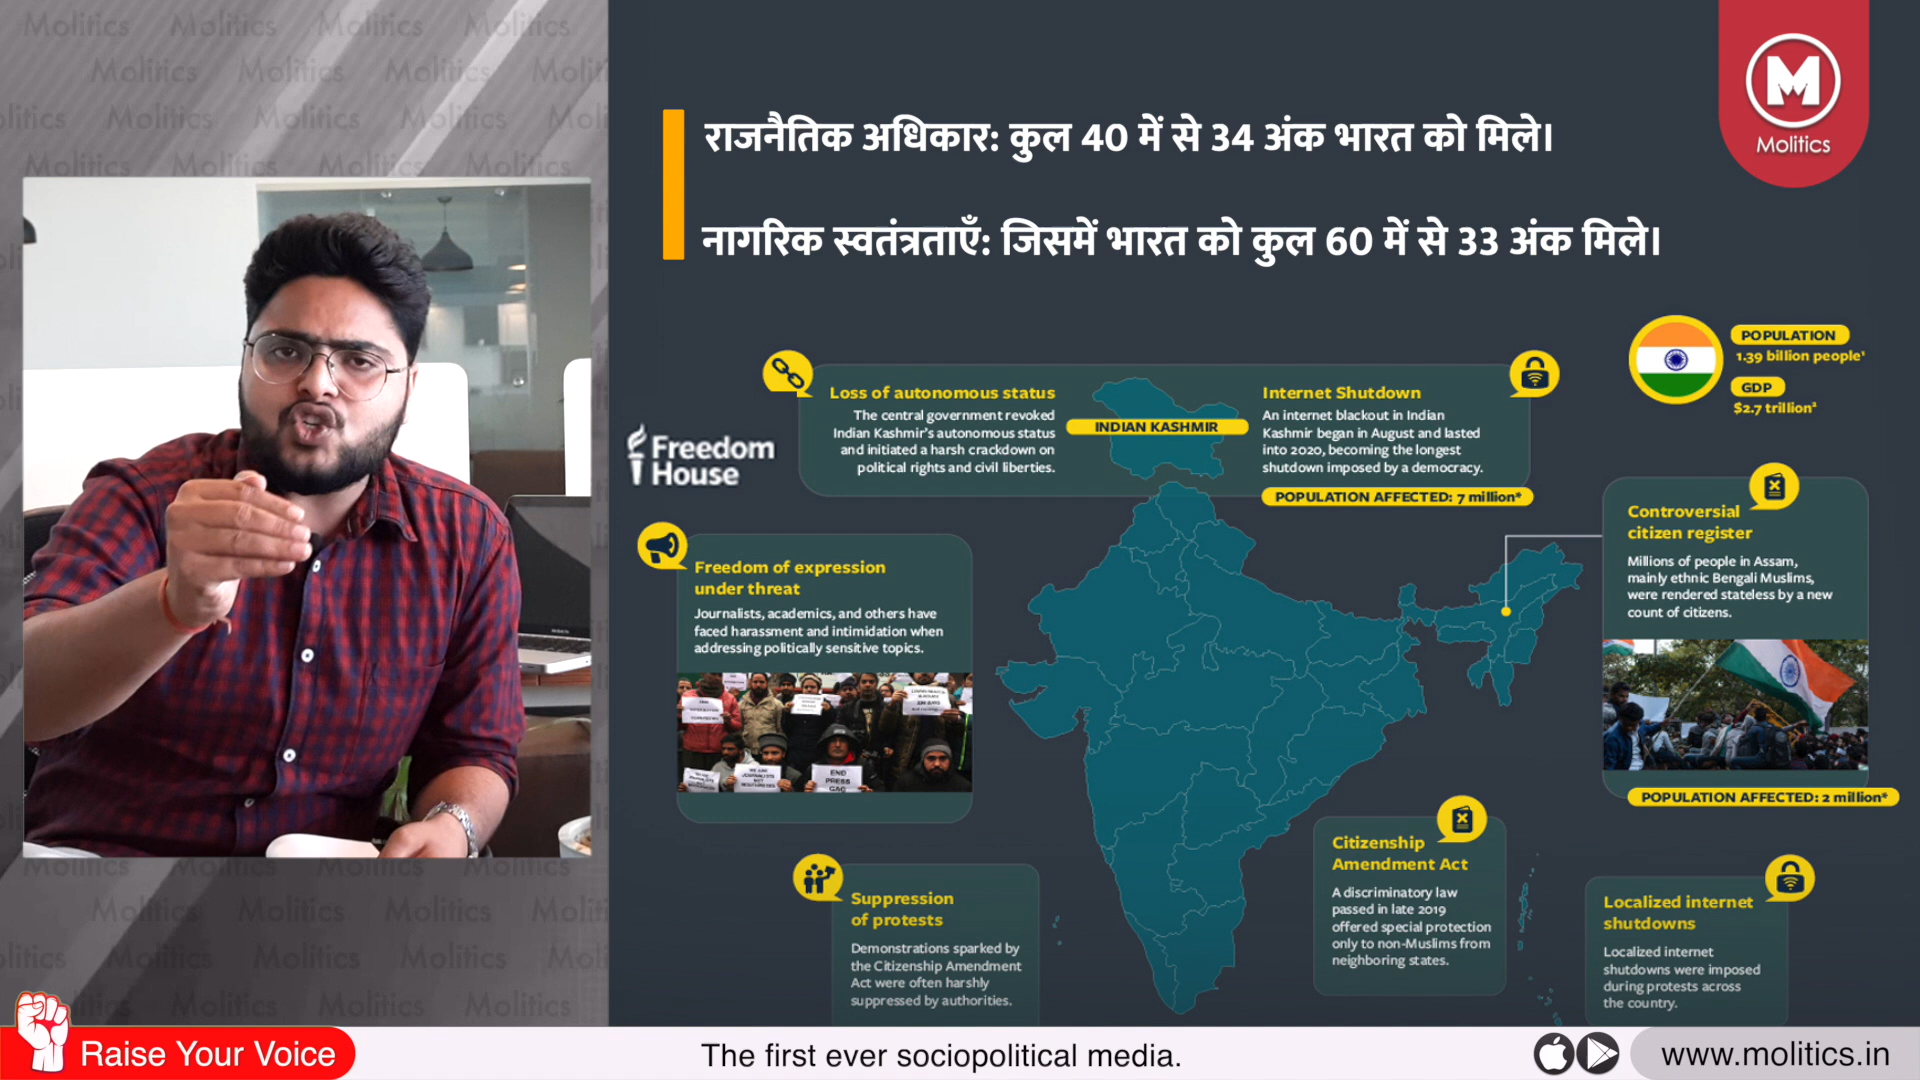 राजनैतिक अधिकार: कुल 40 में से 34 अंक भारत को मिले।
नागरिक स्वतंत्रताएँ: जिसमें भारत को कुल 60 में से 33 अंक मिले।
M
Molitics
POPULATION
1.39 billion people¹
GDP
$2.7 trillion²
Freedom
House
Loss of autonomous status
The central government revoked
Indian Kashmir's autonomous status
and initiated a harsh crackdown on
political rights and civil liberties.
INDIAN KASHMIR
Internet Shutdown
An internet blackout in Indian
Kashmir began in August and lasted
into 2020, becoming the longest
shutdown imposed by a democracy.
POPULATION AFFECTED: 7 million*
Freedom of expression
under threat
Journalists, academics, and others have
faced harassment and intimidation when
addressing politically sensitive topics.
END
PRESS
GAG
Controversial
citizen register
Millions of people in Assam,
mainly ethnic Bengali Muslims,
were rendered stateless by a new
count of citizens.
POPULATION AFFECTED: 2 million*
Suppression
of protests
Demonstrations sparked by
the Citizenship Amendment
Act were often harshly
suppressed by authorities.
Citizenship
Amendment Act
A discriminatory law
passed in late 2019
offered special protection
only to non-Muslims from
neighboring states.
Localized internet
shutdowns
Localized internet
shutdowns were imposed
during protests across
the country.
Raise Your Voice
The first ever sociopolitical media.
www.molitics.in